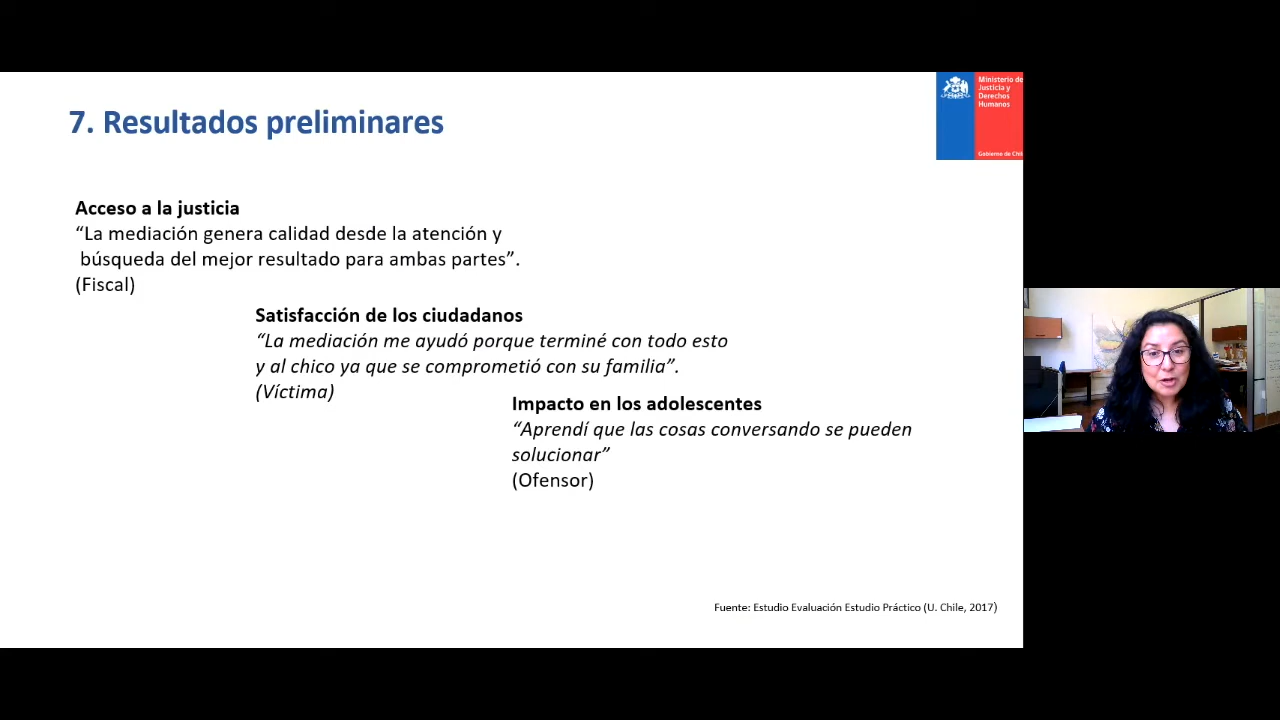 7. Resultados preliminares
Ministerio de
Justicia y
Derechos
Humanos
Gobierno de Chil
Acceso a la justicia
“La mediación genera calidad desde la atención y
búsqueda del mejor resultado para ambas partes”.
(Fiscal)
Satisfacción de los ciudadanos
“La mediación me ayudó porque terminé con todo esto
y al chico ya que se comprometió con su familia”.
(Víctima)
Impacto en los adolescentes
“Aprendí que las cosas conversando se pueden
solucionar”
(Ofensor)
Fuente: Estudio Evaluación Estudio Práctico (U. Chile, 2017)